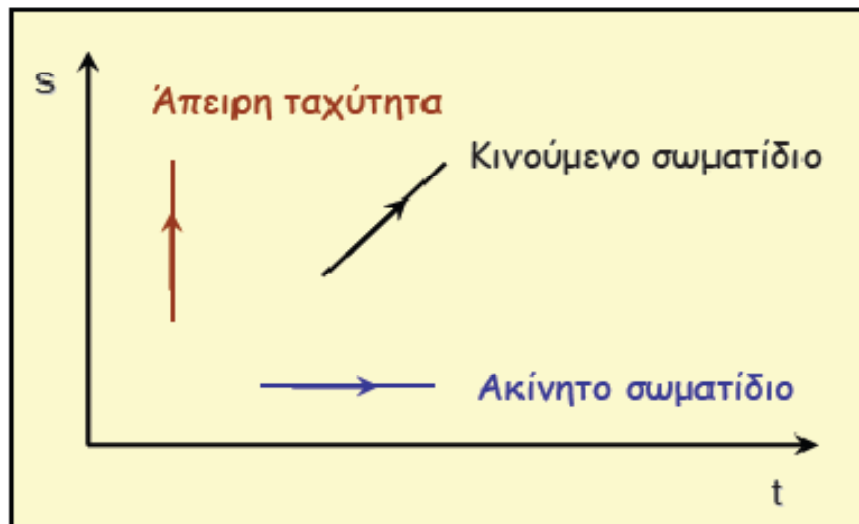 s
Άπειρη ταχύτητα
Κινούμενο σωματίδιο
Ακίνητο σωματίδιο
t